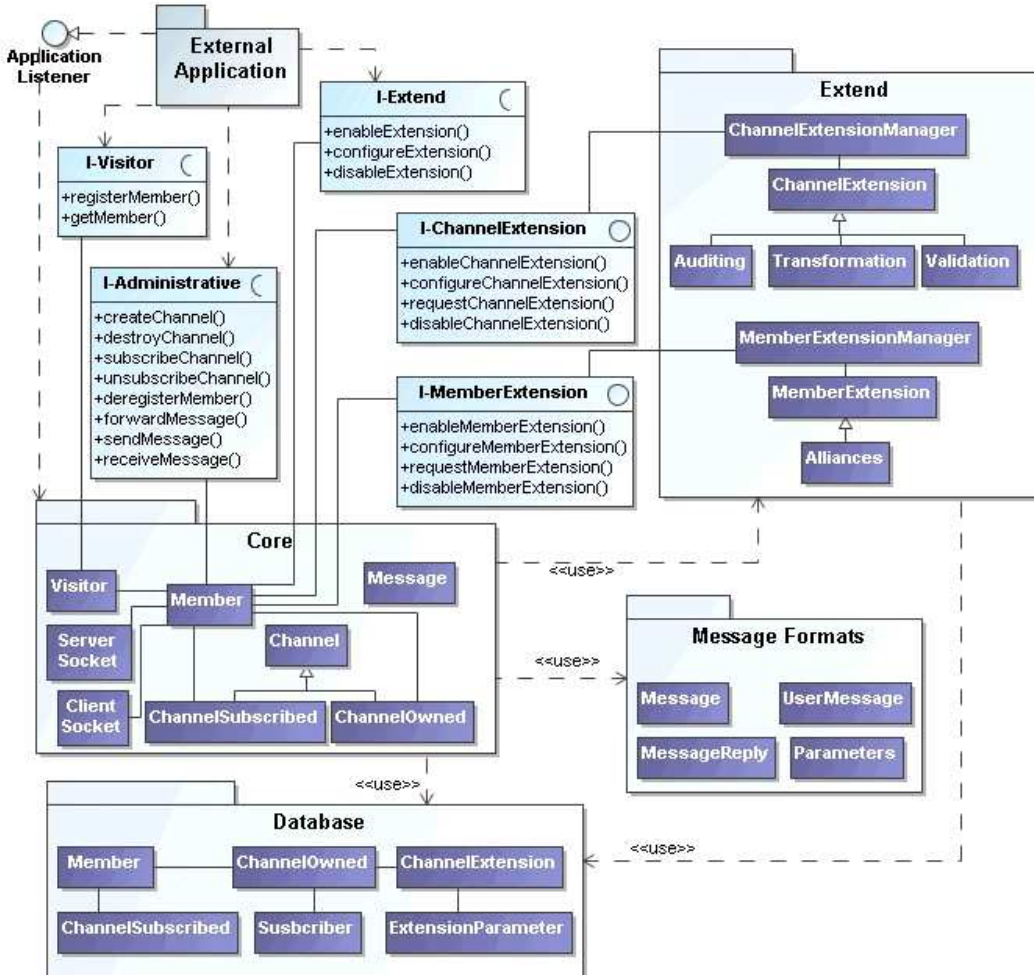 Application
Listener
External
Application
I-Extend
+enableExtension()
+configureExtension()
+disableExtension()
I-Visitor
+registerMember()
+getMember()
I-Administrative
+createChannel()
+destroyChannel()
+subscribeChannel()
+unsubscribeChannel()
+deregisterMember()
+forwardMessage()
+sendMessage()
+receiveMessage()
I-ChannelExtension
+enableChannelExtension()
+configureChannelExtension()
+requestChannelExtension()
+disableChannelExtension()
I-MemberExtension
+enableMemberExtension()
+configureMemberExtension()
+requestMemberExtension()
+disableMemberExtension()
Extend
ChannelExtensionManager
ChannelExtension
Auditing
Transformation
Validation
MemberExtensionManager
MemberExtension
Alliances
Core
Visitor
Member
Message
Server
Socket
Channel
Client
Socket
ChannelSubscribed
ChannelOwned
<<use>>
<<use>>
Message Formats
Message
UserMessage
MessageReply
Parameters
<<use>>
<<use>>
Database
Member
ChannelOwned
ChannelExtension
ChannelSubscribed
Susbcriber
ExtensionParameter